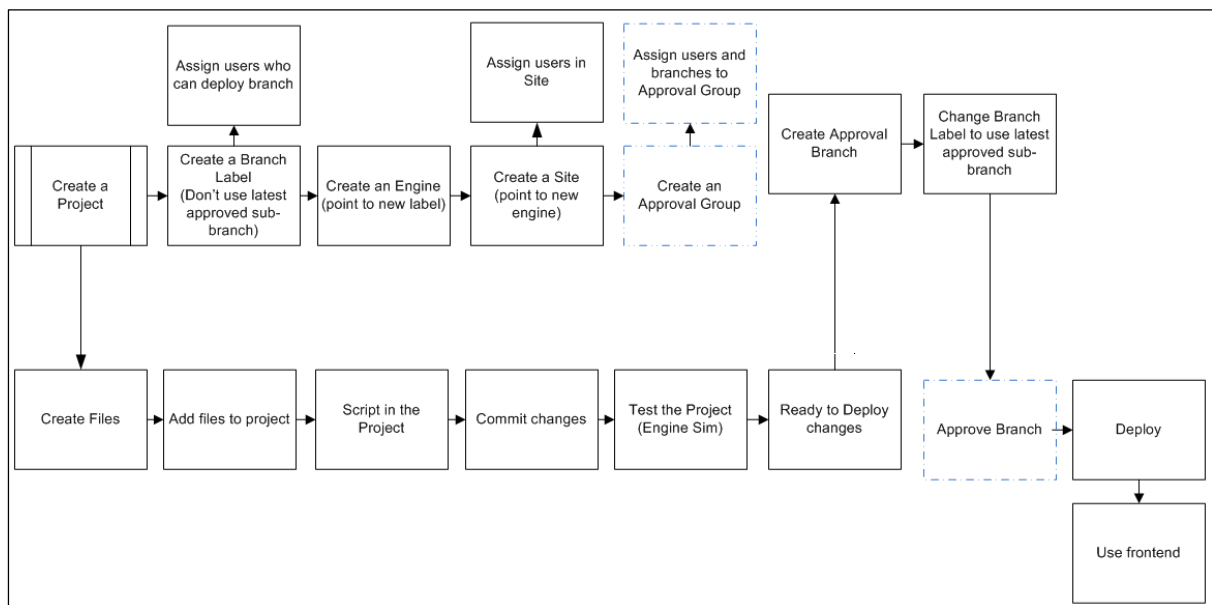 Assign users who
can deploy branch
Assign users in
Site
Assign users and
branches to
Approval Group
Create Approval
Branch
Change Branch
Label to use latest
approved sub-
branch
Create a
Project
Create a Branch
Label
(Don't use latest
approved sub-
branch)
Create an Engine
(point to new label)
Create a Site
(point to new
engine)
Create an
Approval Group
Create Files
Add files to project
Script in the
Project
Commit changes
Test the Project
(Engine Sim)
Ready to Deploy
changes
Approve Branch
Deploy
Use frontend